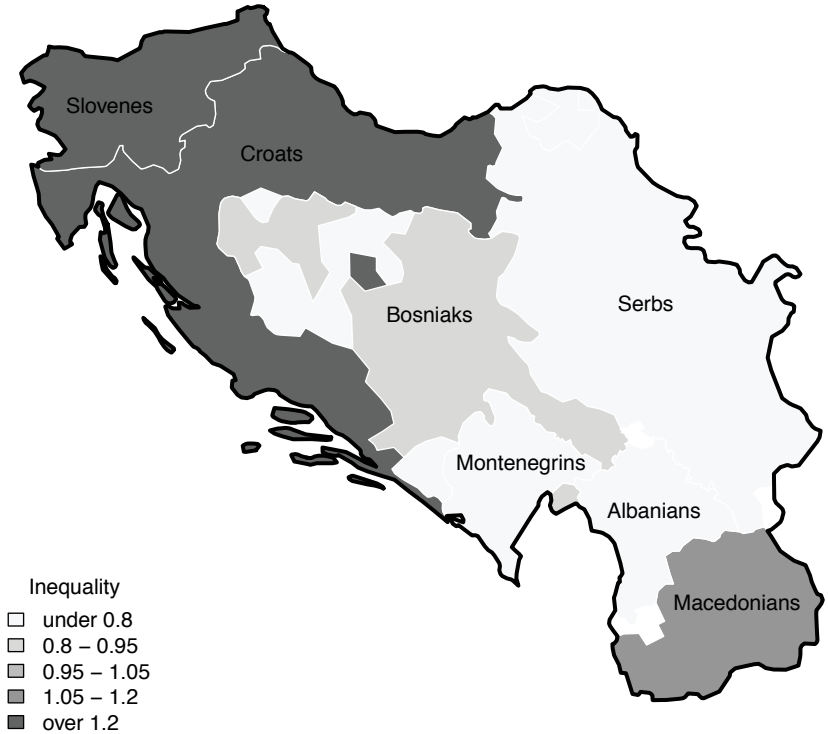 Slovenes
Croats
Serbs
Bosniaks
Montenegrins
Albanians
Macedonians
Inequality
under 0.8
0.8 − 0.95
0.95 − 1.05
1.05 − 1.2
over 1.2